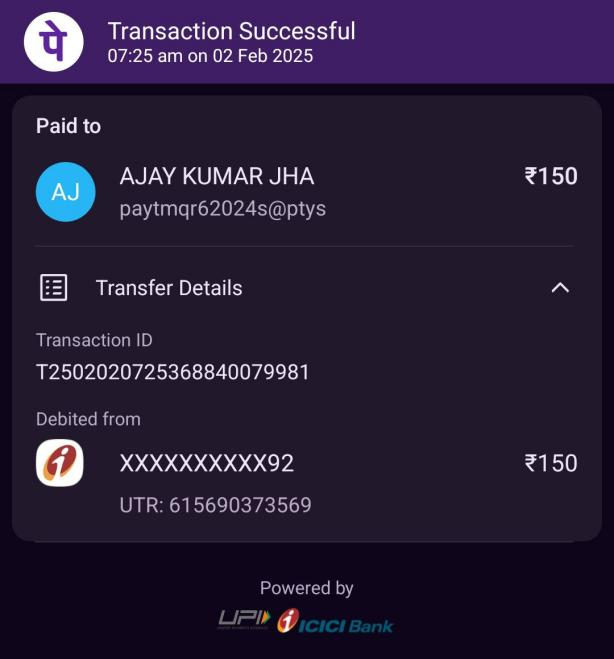 पे
Transaction Successful
07:25 am on 02 Feb 2025
Paid to
AJ
AJAY KUMAR JHA
₹150
paytmqr62024s@ptys
Transfer Details
Transaction ID
T2502020725368840079981
Debited from
XXXXXXXXXX92
₹150
UTR: 615690373569
Powered by
UPI ICICI Bank